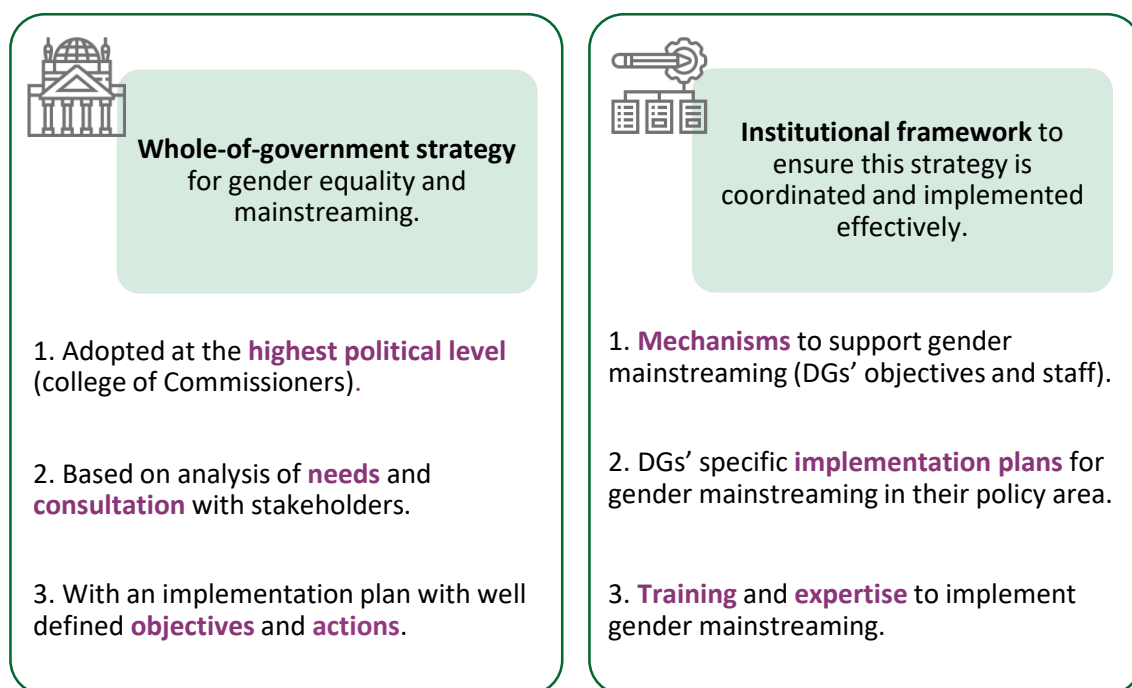 Whole-of-government strategy
for gender equality and
mainstreaming.
1. Adopted at the highest political level
(college of Commissioners).
2. Based on analysis of needs and
consultation with stakeholders.
3. With an implementation plan with well
defined objectives and actions.
Institutional framework to
ensure this strategy is
coordinated and implemented
effectively.
1. Mechanisms to support gender
mainstreaming (DGs’ objectives and staff).
2. DGs’ specific implementation plans for
gender mainstreaming in their policy area.
3. Training and expertise to implement
gender mainstreaming.